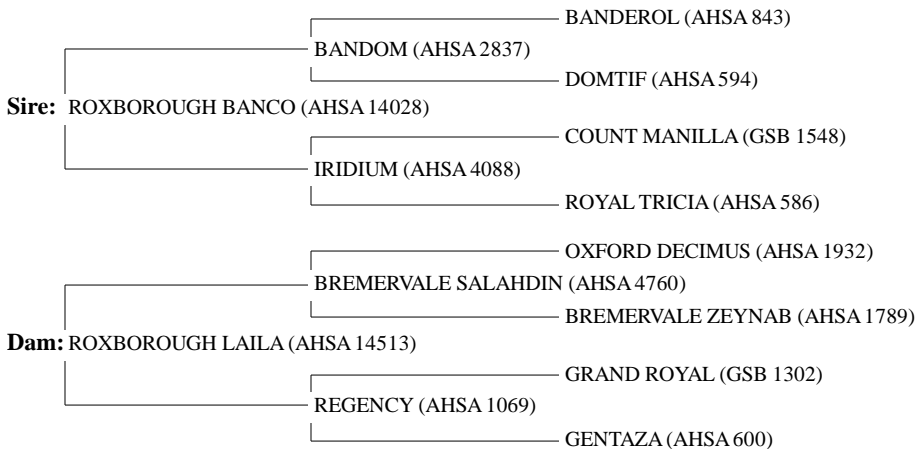 BANDEROL (AHSA 843)
BANDOM (AHSA 2837)
DOMTIF (AHSA 594)
Sire: ROXBOROUGH BANCO (AHSA 14028)
COUNT MANILLA (GSB 1548)
IRIDIUM (AHSA 4088)
ROYAL TRICIA (AHSA 586)
OXFORD DECIMUS (AHSA 1932)
BREMERVALE SALAHDIN (AHSA 4760)
BREMERVALE ZEYNAB (AHSA 1789)
Dam: ROXBOROUGH LAILA (AHSA 14513)
GRAND ROYAL (GSB 1302)
REGENCY (AHSA 1069)
GENTAZA (AHSA 600)